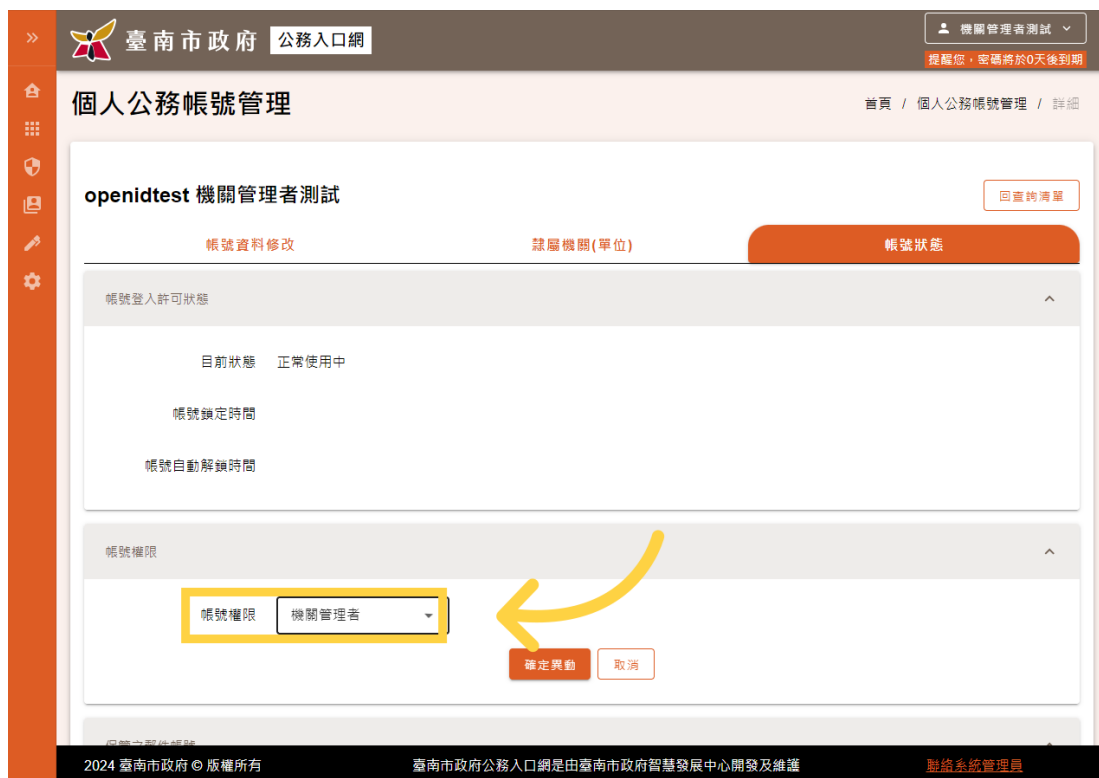 臺南市政府 公務入口網
機關管理者測試
提醒您，密碼將於0天後到期
個人公務帳號管理
首頁 / 個人公務帳號管理 / 詳細
openidtest 機關管理者測試
回查詢清單
帳號資料修改
隸屬機關(單位)
帳號狀態
帳號登入許可狀態
目前狀態 正常使用中
帳號鎖定時間
帳號自動解鎖時間
帳號權限
帳號權限 機關管理者
確定異動 取消
保管之郵件帳號
2024 臺南市政府 © 版權所有
臺南市政府公務入口網是由臺南市政府智慧發展中心開發及維護
聯絡系統管理員